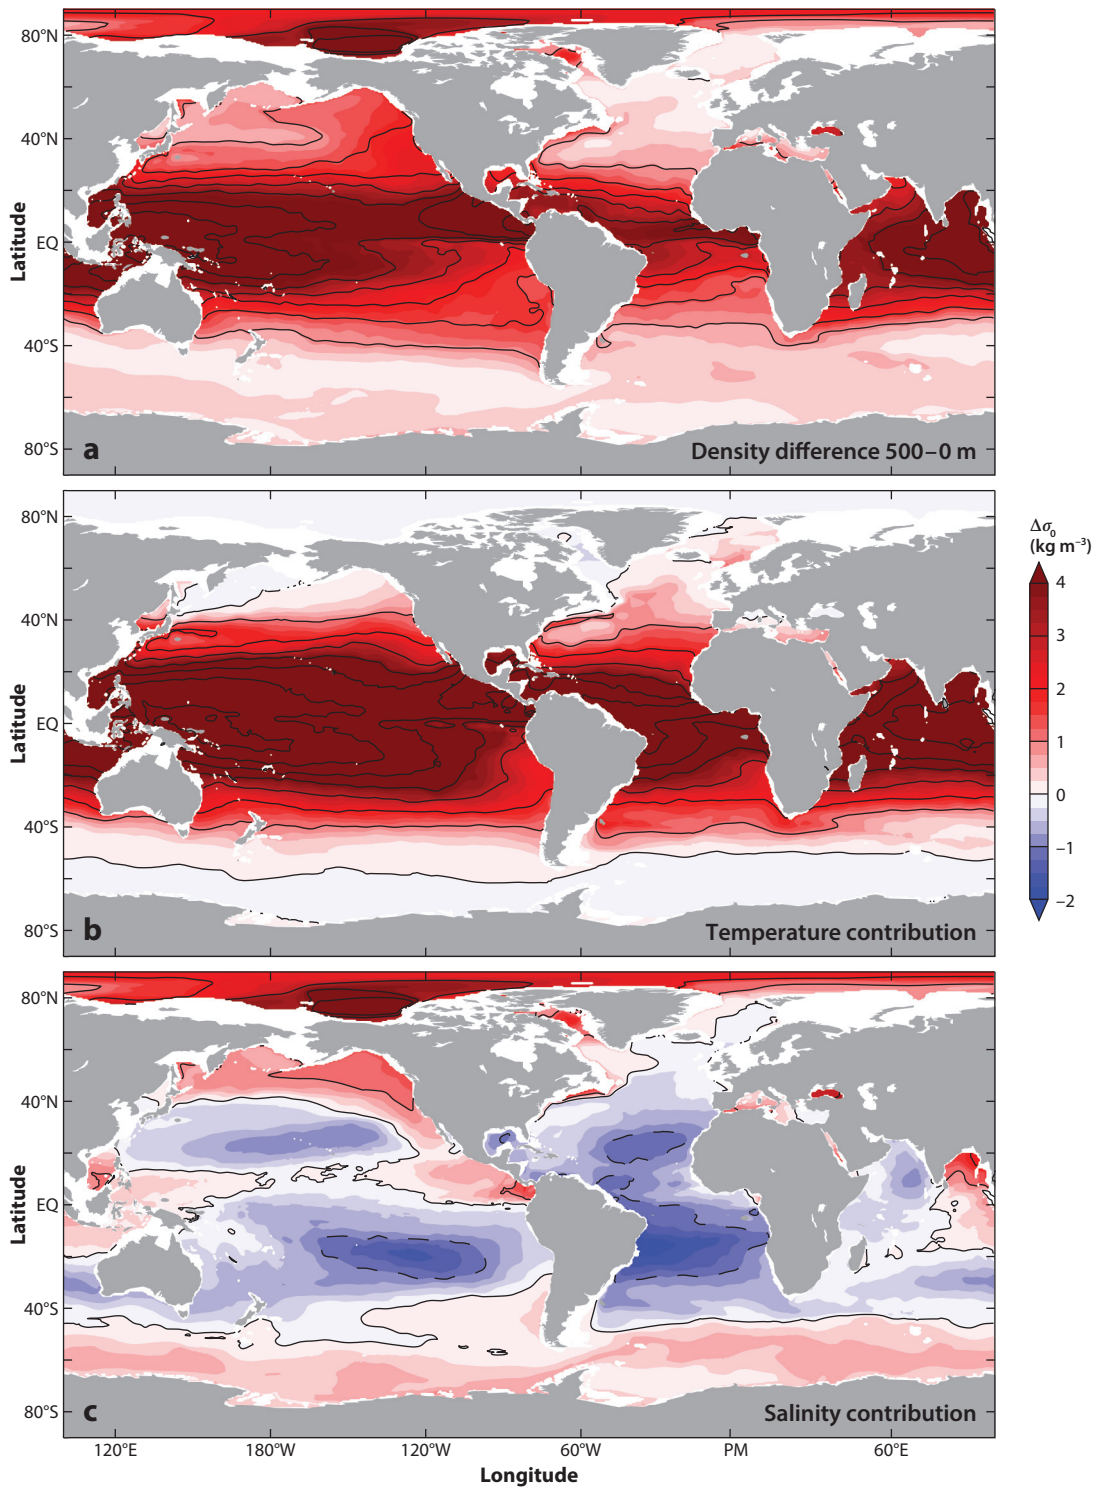 80°N
40°N
EQ
40°S
80°S
Latitude
a
Density difference 500–0 m
80°N
40°N
EQ
40°S
80°S
Latitude
b
Temperature contribution
Δσ₀
(kg m⁻³)
4
3
2
1
0
–1
–2
80°N
40°N
EQ
40°S
80°S
Latitude
c
Salinity contribution
120°E
180°W
120°W
60°W
PM
60°E
Longitude